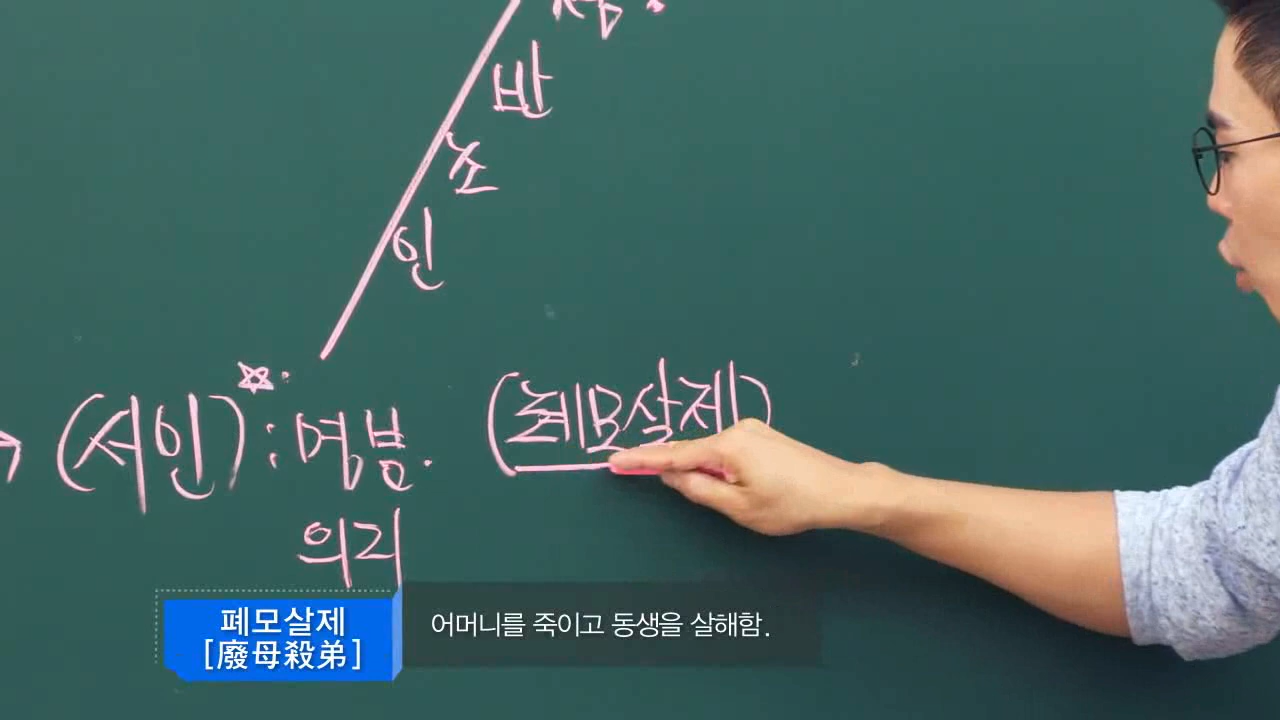 반
조
인
(서인)☆: 명분. (폐모살제)
의리
폐모살제
[廢母殺弟]
어머니를 죽이고 동생을 살해함.